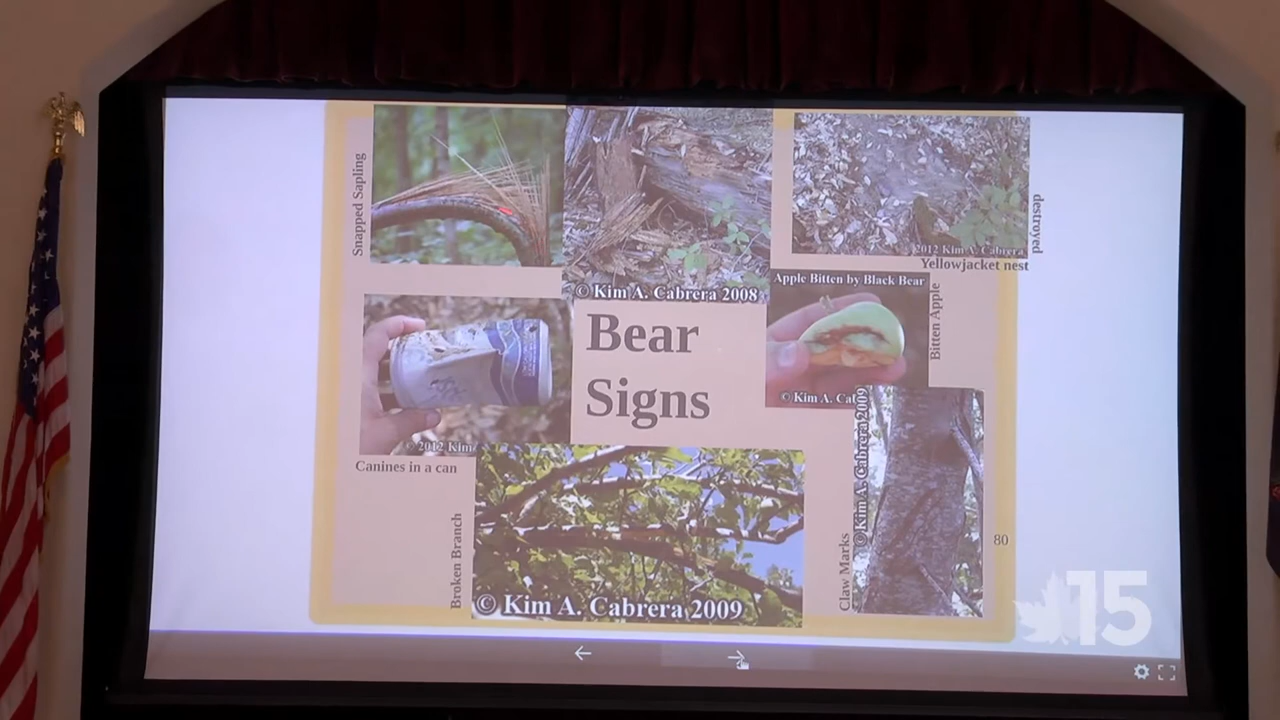 Snapped Sapling
© Kim A. Cabrera 2008
2012 Kim A. Cabrera
destroyed
Yellowjacket nest
Apple Bitten by Black Bear
Bitten Apple
© Kim A. Cab
Bear
Signs
© 2012 Kim
Canines in a can
Broken Branch
© Kim A. Cabrera 2009
Claw Marks
© Kim A. Cabrera 2009
80
15